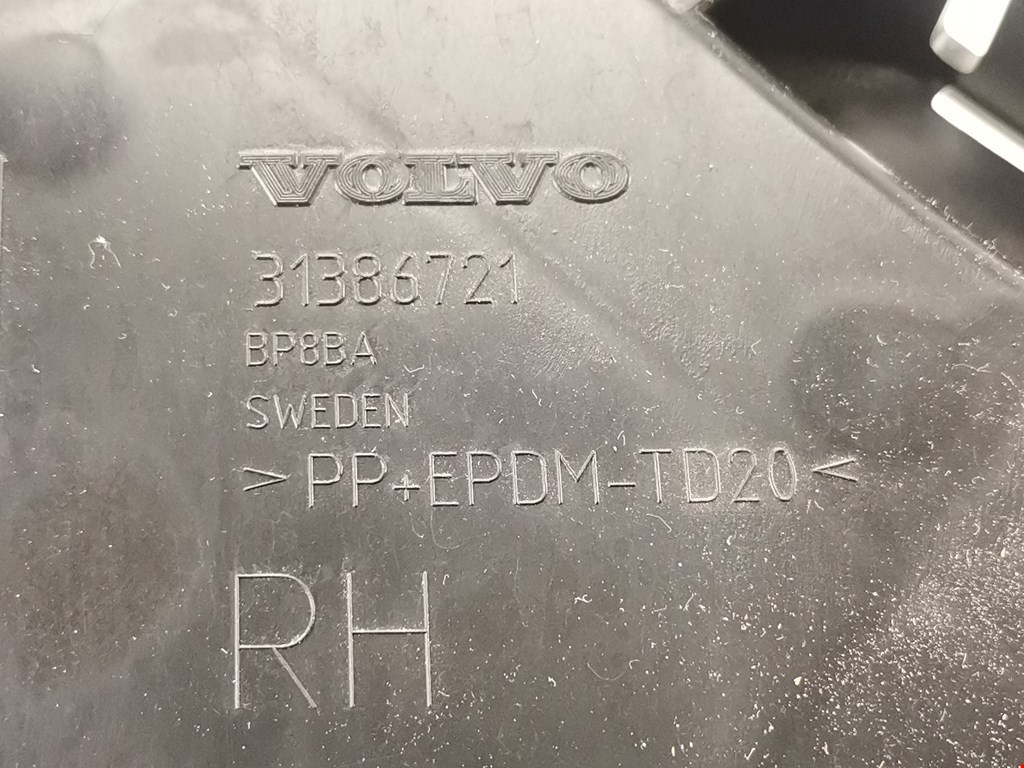 VOLVO
31386721
BP8BA
SWEDEN
>PP+EPDM-TD20<
RH